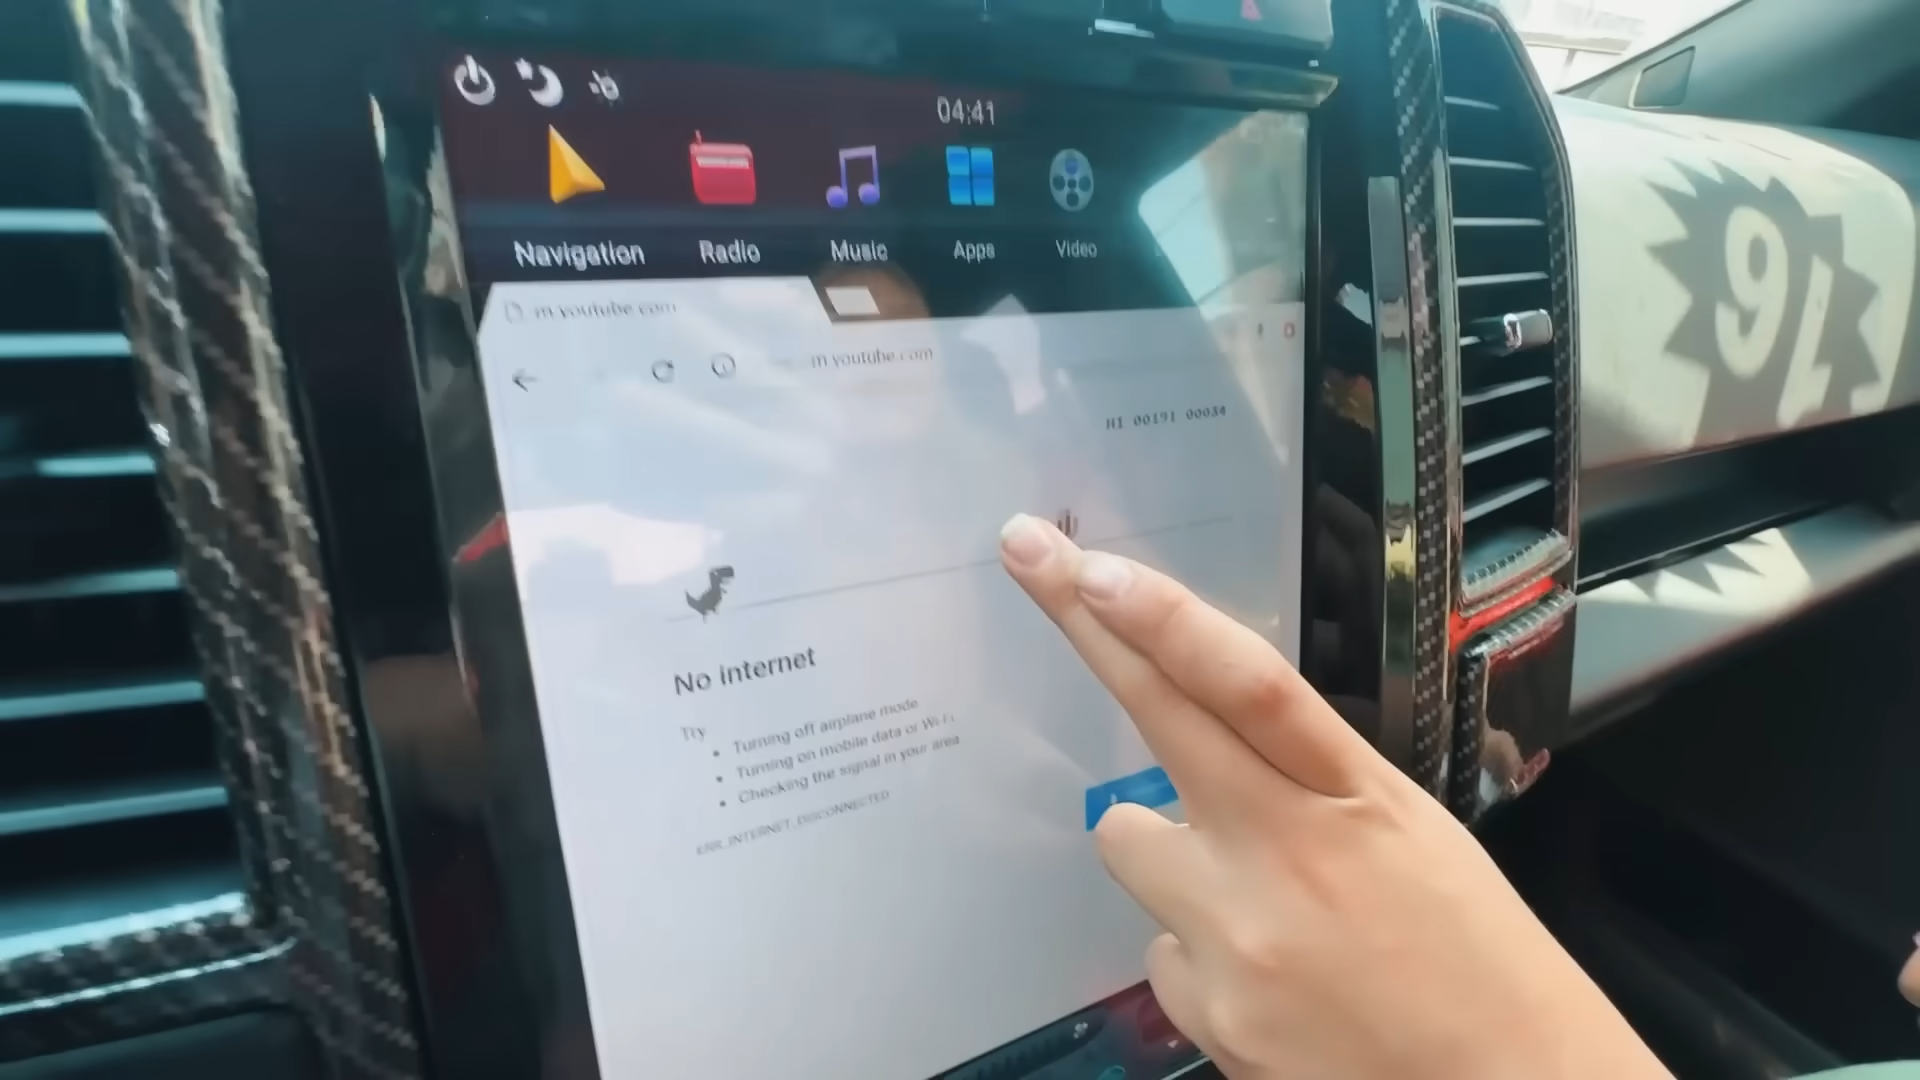 04:41
Navigation Radio Music Apps Video
m.youtube.com
m.youtube.com
HI 00191 00034
No internet
Try
Turning off airplane mode
Turning on mobile data or Wi-Fi
Checking the signal in your area
ERR_INTERNET_DISCONNECTED